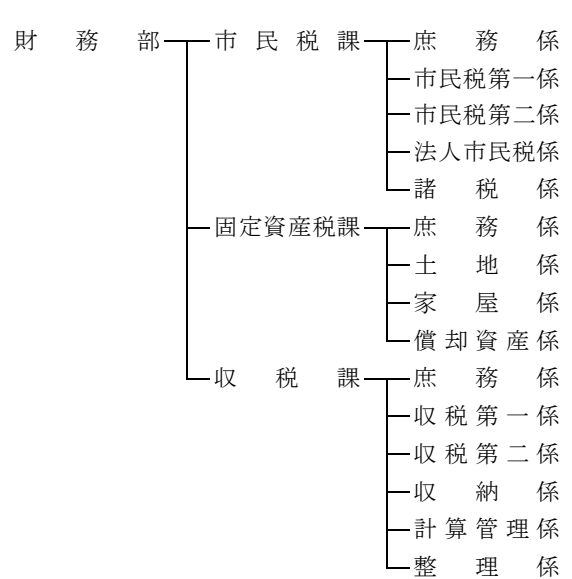 財務部 市民税課 庶務係
市民税第一係
市民税第二係
法人市民税係
諸税係
固定資産税課 庶務係
土地係
家屋係
償却資産係
収税課 庶務係
収税第一係
収税第二係
収納係
計算管理係
整理係